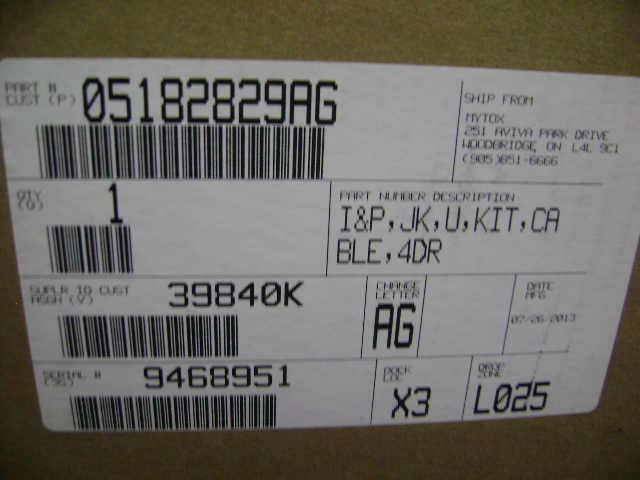 PART #
CUST (P)
05182829AG
SHIP FROM
MYTOX
251 AVIVA PARK DRIVE
WOODBRIDGE, ON L4L 9C1
(905)851-6666
QTY
(Q)
1
PART NUMBER DESCRIPTION
I&P,JK,U,KIT,CA
BLE,4DR
SUPLR ID CUST
ASGN (V)
39840K
CHANGE
LETTER
AG
DATE
MFG
07/26/2013
SERIAL #
(3S)
9468951
DOCK
LOC
X3
DROP
ZONE
L025